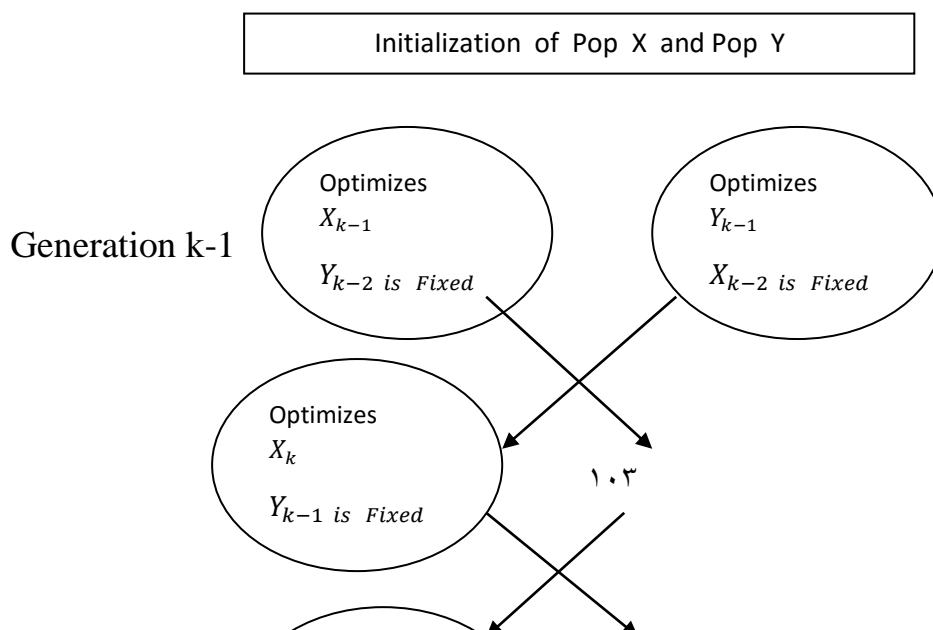 Initialization of Pop X and Pop Y
Optimizes
X_{k-1}
Y_{k-2} is Fixed
Optimizes
Y_{k-1}
X_{k-2} is Fixed
Generation k-1
Optimizes
X_k
Y_{k-1} is Fixed
١٠٣